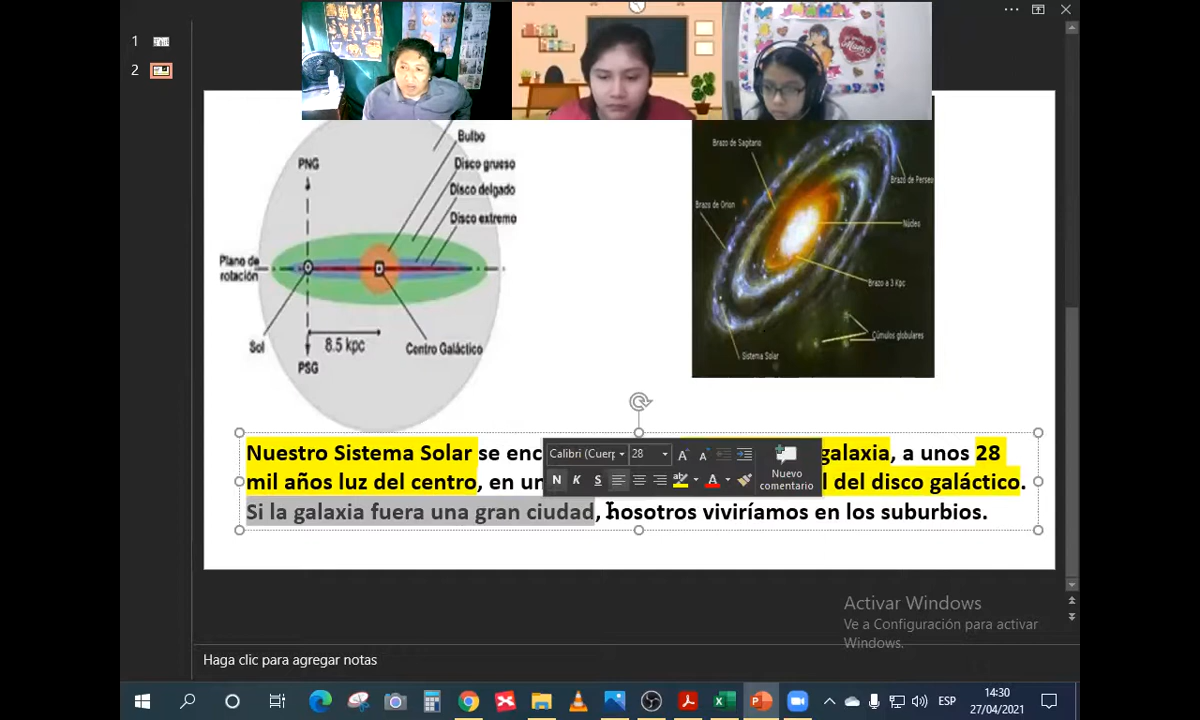 1
2
Bulbo
PNG
Disco grueso
Disco delgado
Disco extremo
Plano de
rotación
Sol
8.5 kpc
Centro Galáctico
PSG
Brazo de Sagitario
Brazo de Perseo
Brazo de Orion
Núcleo
Brazo a 3 Kpc
Cúmulos globulares
Sistema Solar
Calibri (Cuerp
28
Nuevo
comentario
N K S
Nuestro Sistema Solar se enc galaxia, a unos 28
mil años luz del centro, en un l del disco galáctico.
Si la galaxia fuera una gran ciudad, nosotros viviríamos en los suburbios.
Activar Windows
Ve a Configuración para activar
Windows.
Haga clic para agregar notas
ESP
14:30
27/04/2021